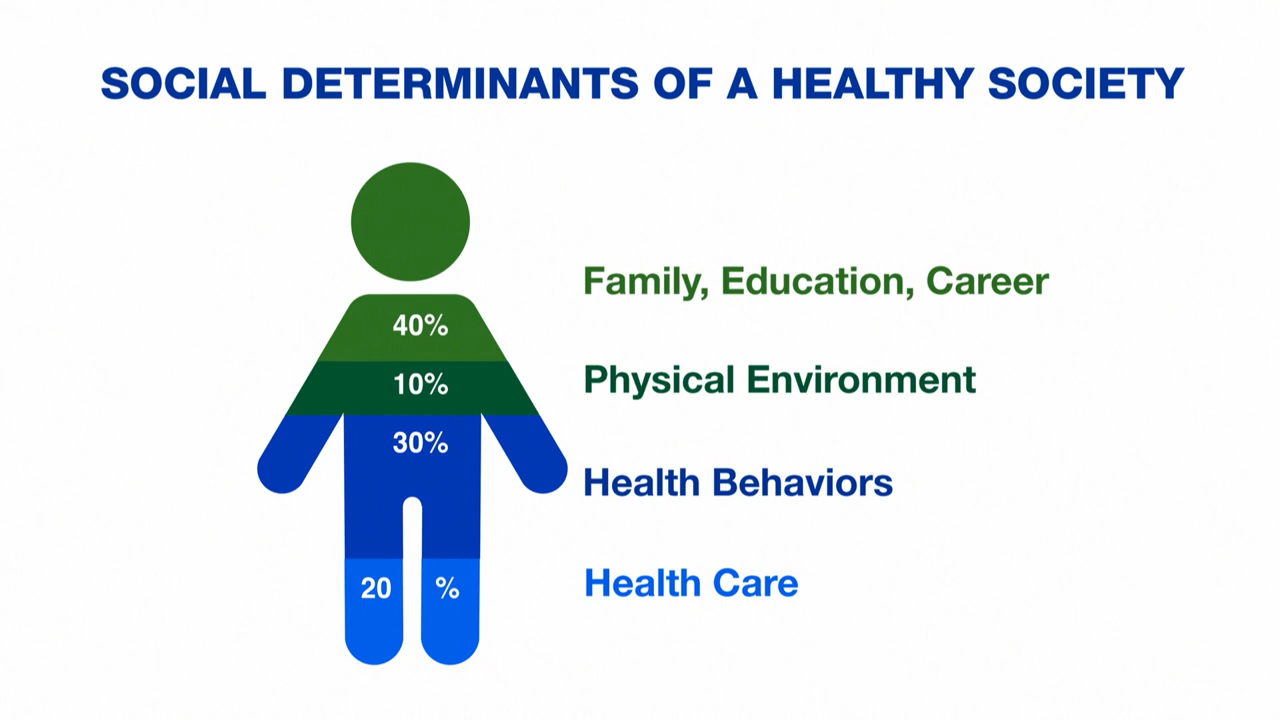 SOCIAL DETERMINANTS OF A HEALTHY SOCIETY
Family, Education, Career
40%
Physical Environment
10%
30%
Health Behaviors
20 %
Health Care